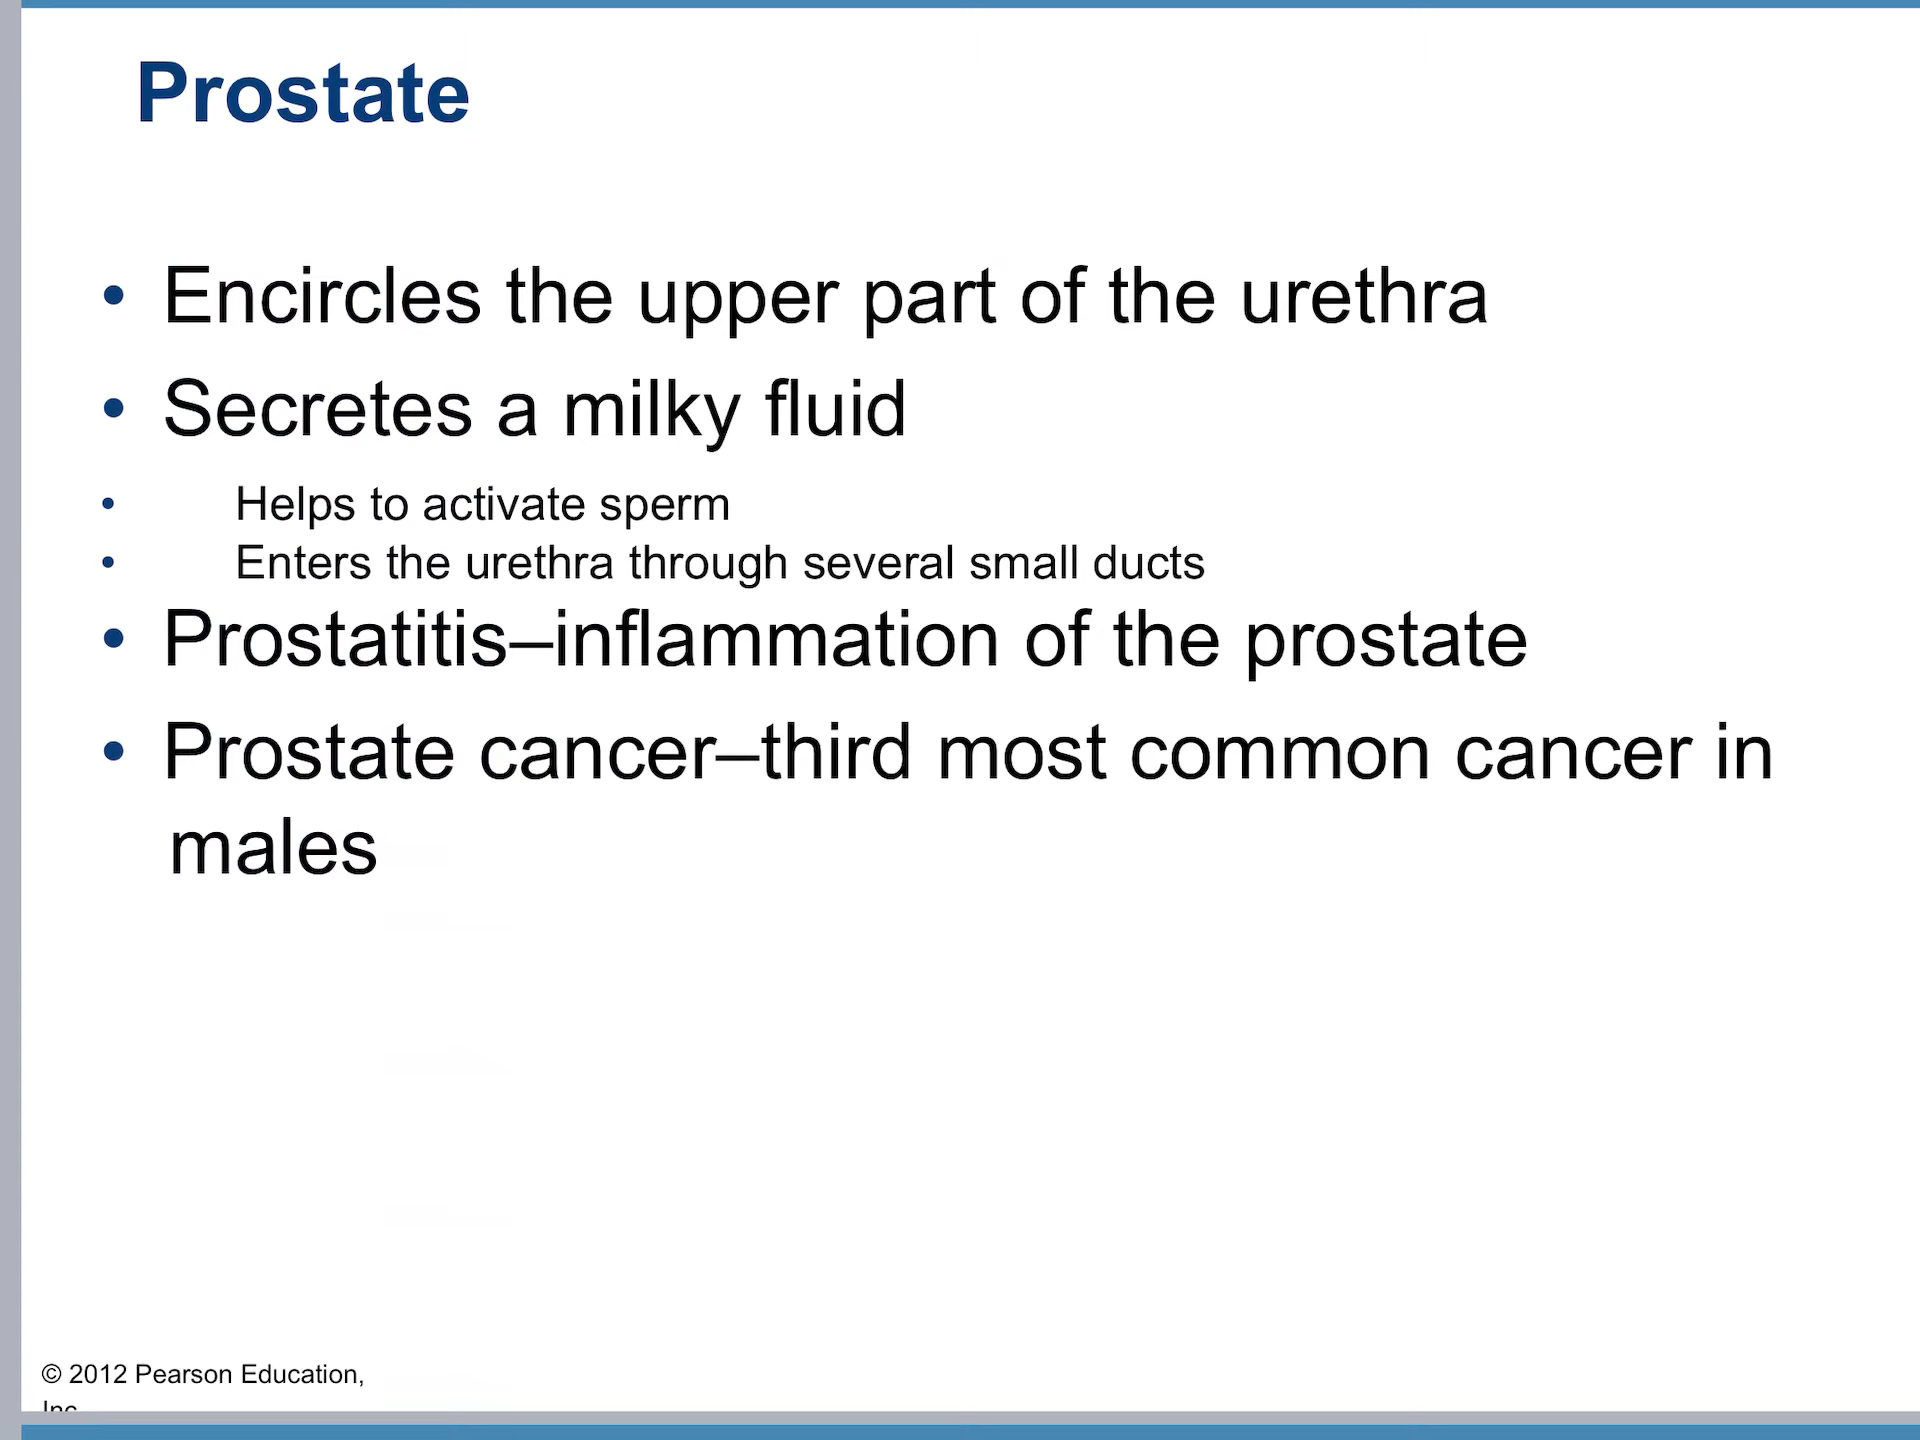 Prostate
• Encircles the upper part of the urethra
• Secretes a milky fluid
• Helps to activate sperm
• Enters the urethra through several small ducts
• Prostatitis–inflammation of the prostate
• Prostate cancer–third most common cancer in
males
© 2012 Pearson Education,
Inc